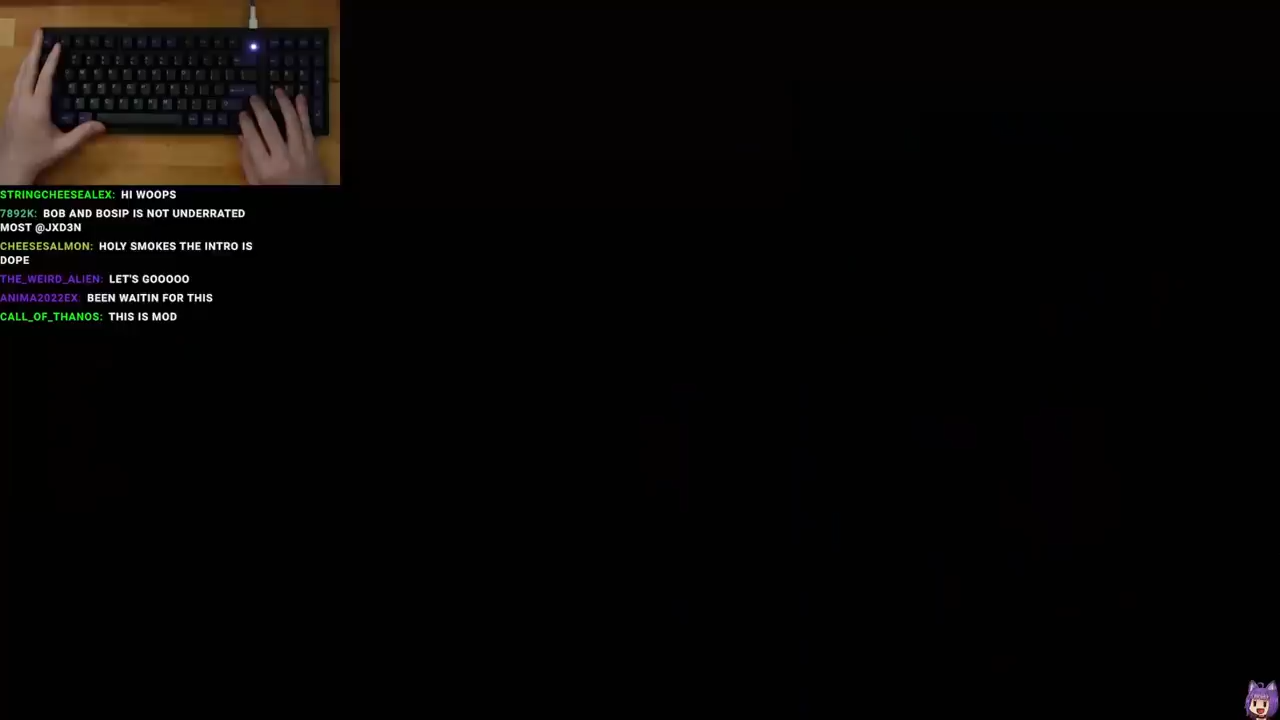 STRINGCHEESEALEX: HI WOOPS
7892K: BOB AND BOSIP IS NOT UNDERRATED
MOST @JXD3N
CHEESESALMON: HOLY SMOKES THE INTRO IS
DOPE
THE_WEIRD_ALIEN: LET'S GOOOOO
ANIMA2022EX: BEEN WAITIN FOR THIS
CALL_OF_THANOS: THIS IS MOD